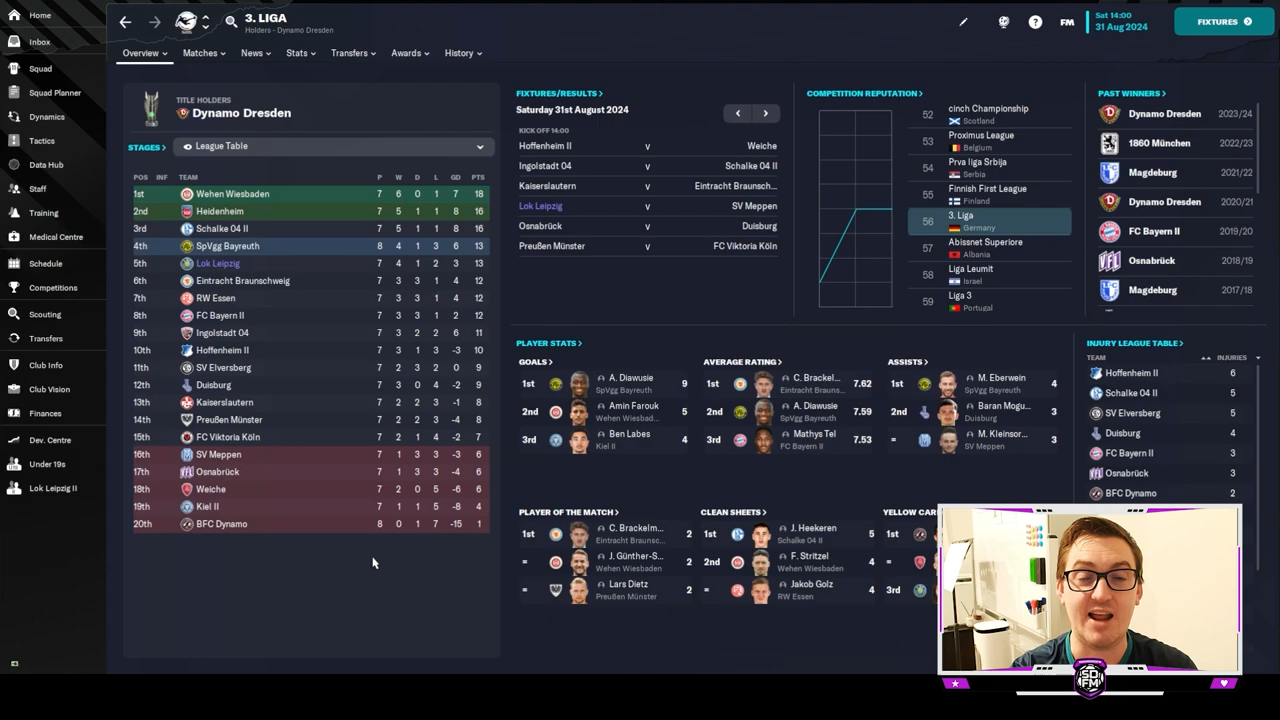 Home
Inbox
Squad
Squad Planner
Dynamics
Tactics
Data Hub
Staff
Training
Medical Centre
Schedule
Competitions
Scouting
Transfers
Club Info
Club Vision
Finances
Dev. Centre
Under 19s
Lok Leipzig II
3. LIGA
Holders - Dynamo Dresden
FM
Sat 14:00
31 Aug 2024
FIXTURES
Overview Matches News Stats Transfers Awards History
TITLE HOLDERS
Dynamo Dresden
STAGES > League Table
POS INF TEAM P W D L GD PTS
1st Wehen Wiesbaden 7 6 0 1 7 18
2nd Heidenheim 7 5 1 1 8 16
3rd Schalke 04 II 7 5 1 1 8 16
4th SpVgg Bayreuth 8 4 1 3 6 13
5th Lok Leipzig 7 4 1 2 3 13
6th Eintracht Braunschweig 7 3 3 1 4 12
7th RW Essen 7 3 3 1 4 12
8th FC Bayern II 7 3 3 1 2 12
9th Ingolstadt 04 7 3 2 2 6 11
10th Hoffenheim II 7 3 1 3 -3 10
11th SV Elversberg 7 2 3 2 0 9
12th Duisburg 7 3 0 4 -2 9
13th Kaiserslautern 7 2 2 3 -1 8
14th Preußen Münster 7 2 2 3 -4 8
15th FC Viktoria Köln 7 2 1 4 -2 7
16th SV Meppen 7 1 3 3 -3 6
17th Osnabrück 7 1 3 3 -4 6
18th Weiche 7 2 0 5 -6 6
19th Kiel II 7 1 1 5 -8 4
20th BFC Dynamo 8 0 1 7 -15 1
FIXTURES/RESULTS >
Saturday 31st August 2024
KICK OFF 14:00
Hoffenheim II v Weiche
Ingolstadt 04 v Schalke 04 II
Kaiserslautern v Eintracht Braunsch...
Lok Leipzig v SV Meppen
Osnabrück v Duisburg
Preußen Münster v FC Viktoria Köln
COMPETITION REPUTATION >
52 cinch Championship
Scotland
53 Proximus League
Belgium
54 Prva liga Srbija
Serbia
55 Finnish First League
Finland
56 3. Liga
Germany
57 Abissnet Superiore
Albania
58 Liga Leumit
Israel
59 Liga 3
Portugal
PAST WINNERS >
Dynamo Dresden 2023/24
1860 München 2022/23
Magdeburg 2021/22
Dynamo Dresden 2020/21
FC Bayern II 2019/20
Osnabrück 2018/19
Magdeburg 2017/18
PLAYER STATS >
GOALS >
1st A. Diawusie 9
SpVgg Bayreuth
2nd Amin Farouk 5
Wehen Wiesbad...
3rd Ben Labes 4
Kiel II
AVERAGE RATING >
1st C. Brackel... 7.62
Eintracht Brauns...
2nd A. Diawusie 7.59
SpVgg Bayreuth
3rd Mathys Tel 7.53
FC Bayern II
ASSISTS >
1st M. Eberwein 4
SpVgg Bayreuth
2nd Baran Mogu... 3
Duisburg
= M. Kleinsor... 3
SV Meppen
PLAYER OF THE MATCH >
1st C. Brackelm... 2
Eintracht Braunsc...
= J. Günther-S... 2
Wehen Wiesbaden
= Lars Dietz 2
Preußen Münster
CLEAN SHEETS >
1st J. Heekeren 5
Schalke 04 II
2nd F. Stritzel 4
Wehen Wiesbaden
= Jakob Golz 4
RW Essen
YELLOW CAR
1st
=
3rd
INJURY LEAGUE TABLE >
TEAM INJURIES
Hoffenheim II 6
Schalke 04 II 5
SV Elversberg 5
Duisburg 4
FC Bayern II 3
Osnabrück 3
BFC Dynamo 2
SD
FM